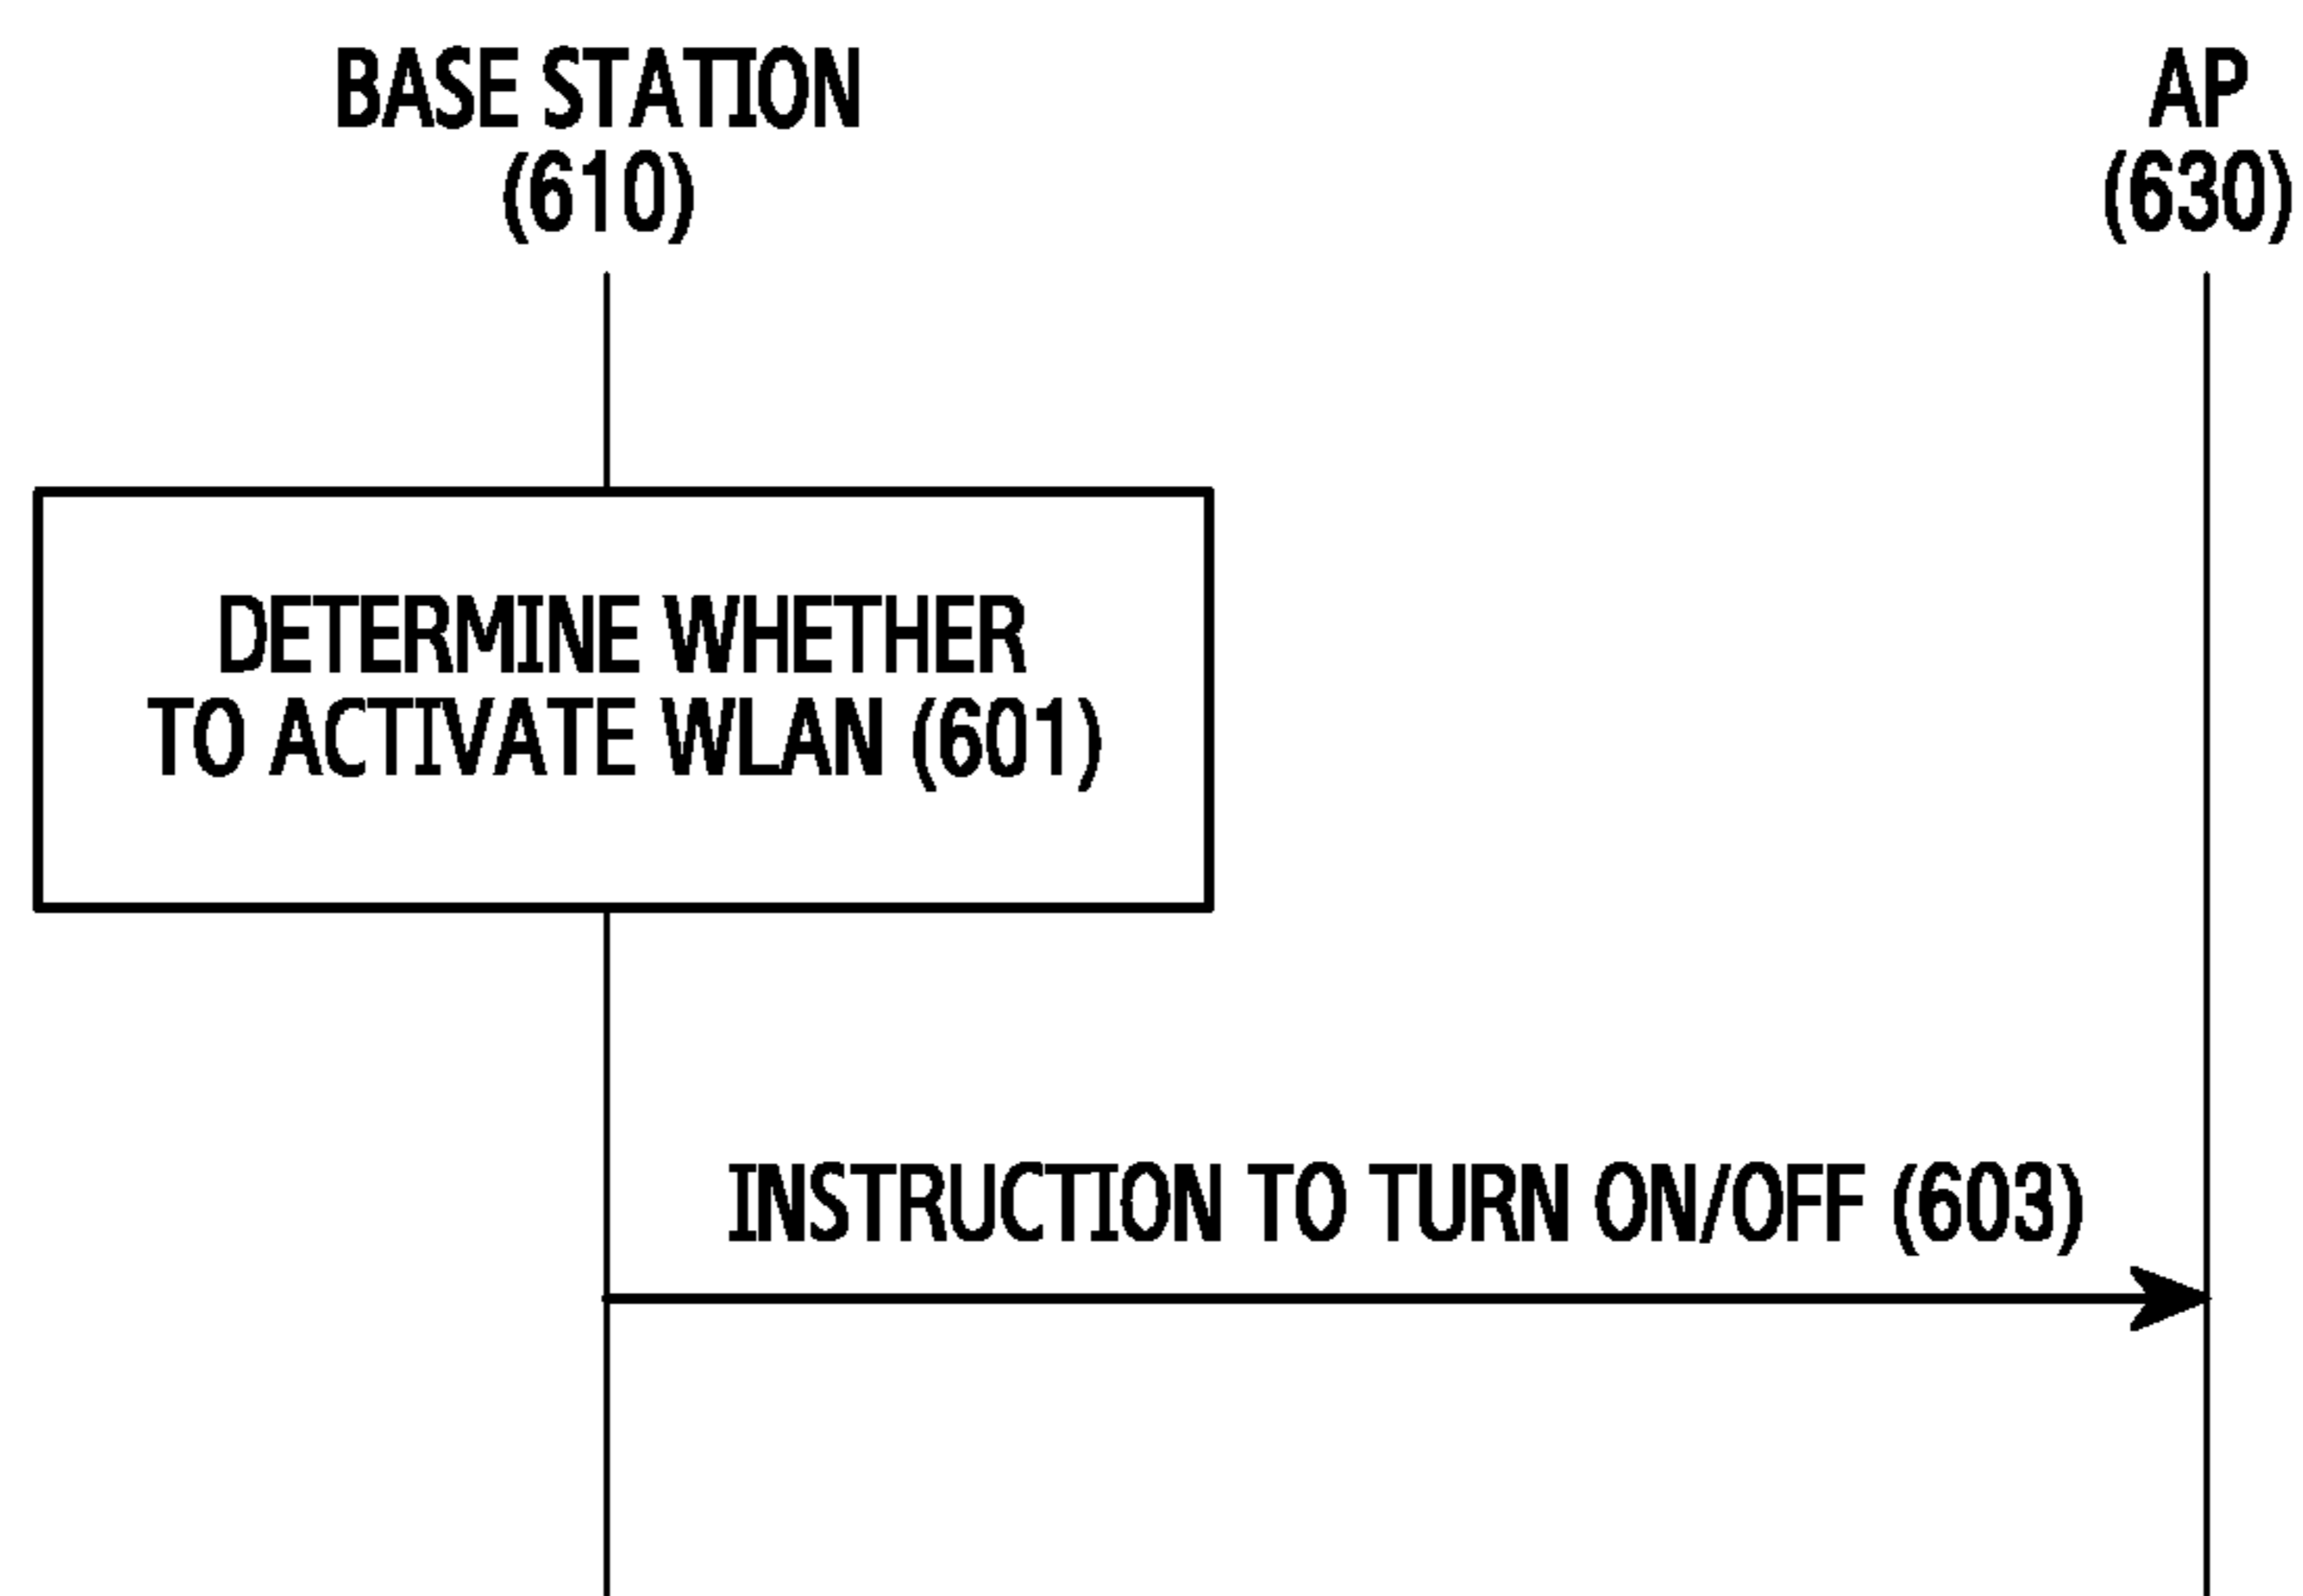 BASE STATION
(610)
AP
(630)
DETERMINE WHETHER
TO ACTIVATE WLAN (601)
INSTRUCTION TO TURN ON/OFF (603)